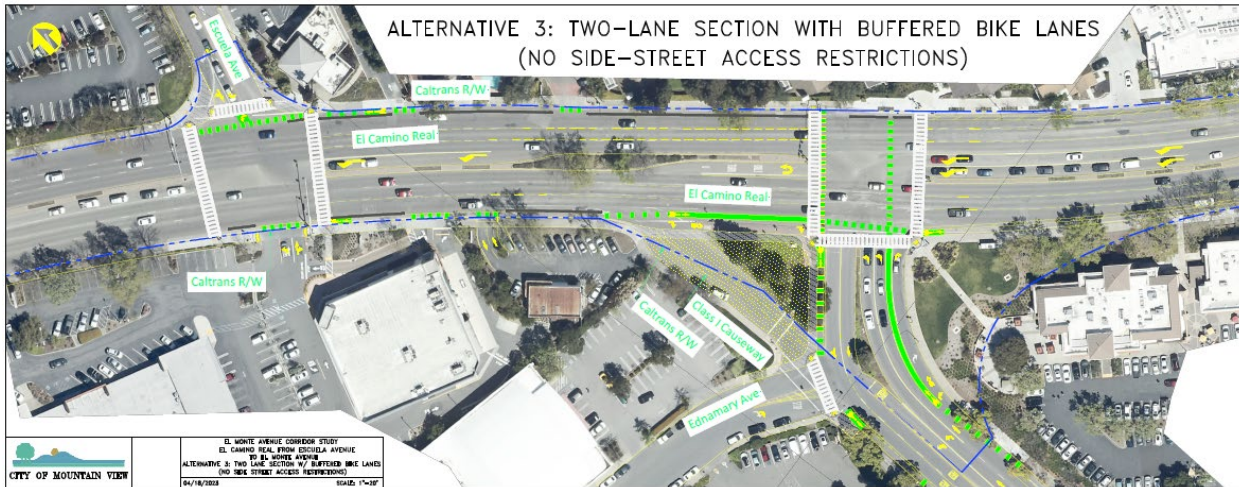 ALTERNATIVE 3: TWO-LANE SECTION WITH BUFFERED BIKE LANES
(NO SIDE-STREET ACCESS RESTRICTIONS)
Escuela Ave
Caltrans R/W
El Camino Real
El Camino Real
Caltrans R/W
Caltrans R/W
Class I Causeway
Ednamary Ave
CITY OF MOUNTAIN VIEW
EL MONTE AVENUE CORRIDOR STUDY
EL CAMINO REAL FROM ESCUELA AVENUE
TO EL MONTE AVENUE
ALTERNATIVE 3: TWO LANE SECTION W/ BUFFERED BIKE LANES
(NO SIDE STREET ACCESS RESTRICTIONS)
04/18/2023
SCALE: 1"=20'